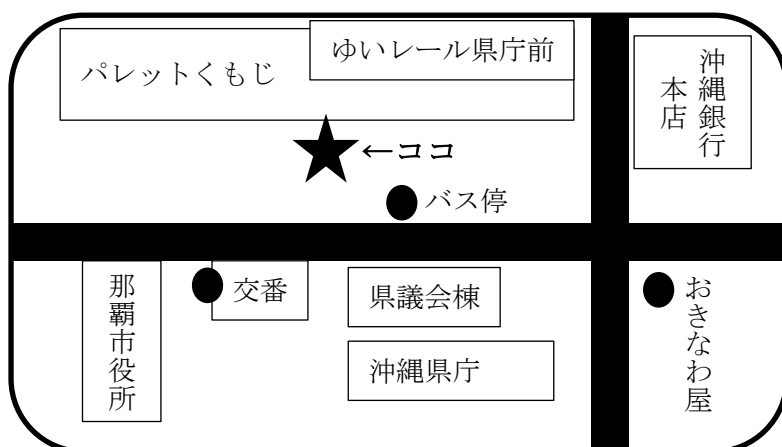 ゆいレール県庁前
パレットくもじ
沖縄銀行
本店
←ココ
バス停
那覇市役所
交番
県議会棟
沖縄県庁
おきなわ屋